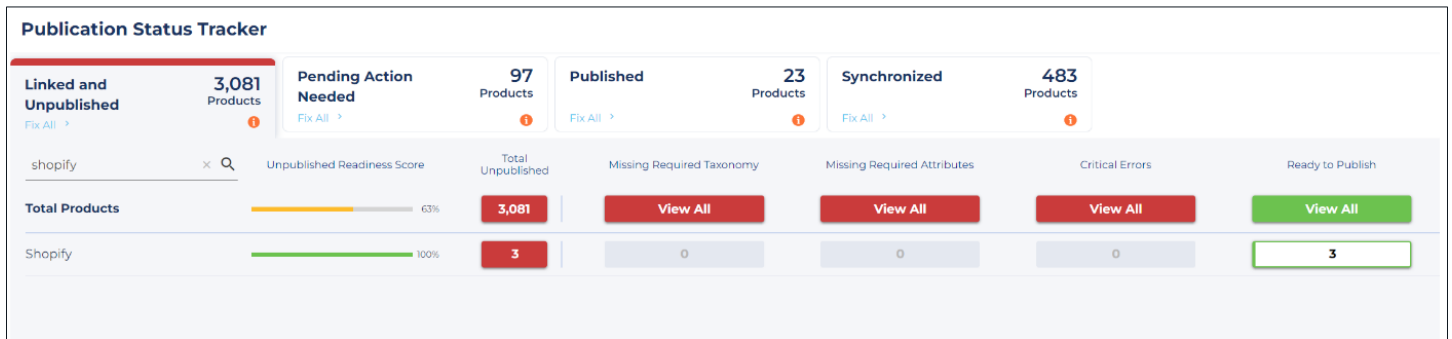 Publication Status Tracker
Linked and Unpublished
3,081
Products
Fix All >
Pending Action Needed
97
Products
Fix All >
Published
23
Products
Fix All >
Synchronized
483
Products
Fix All >
shopify
Unpublished Readiness Score
Total Unpublished
Missing Required Taxonomy
Missing Required Attributes
Critical Errors
Ready to Publish
Total Products
63%
3,081
View All
View All
View All
View All
Shopify
100%
3
0
0
0
3